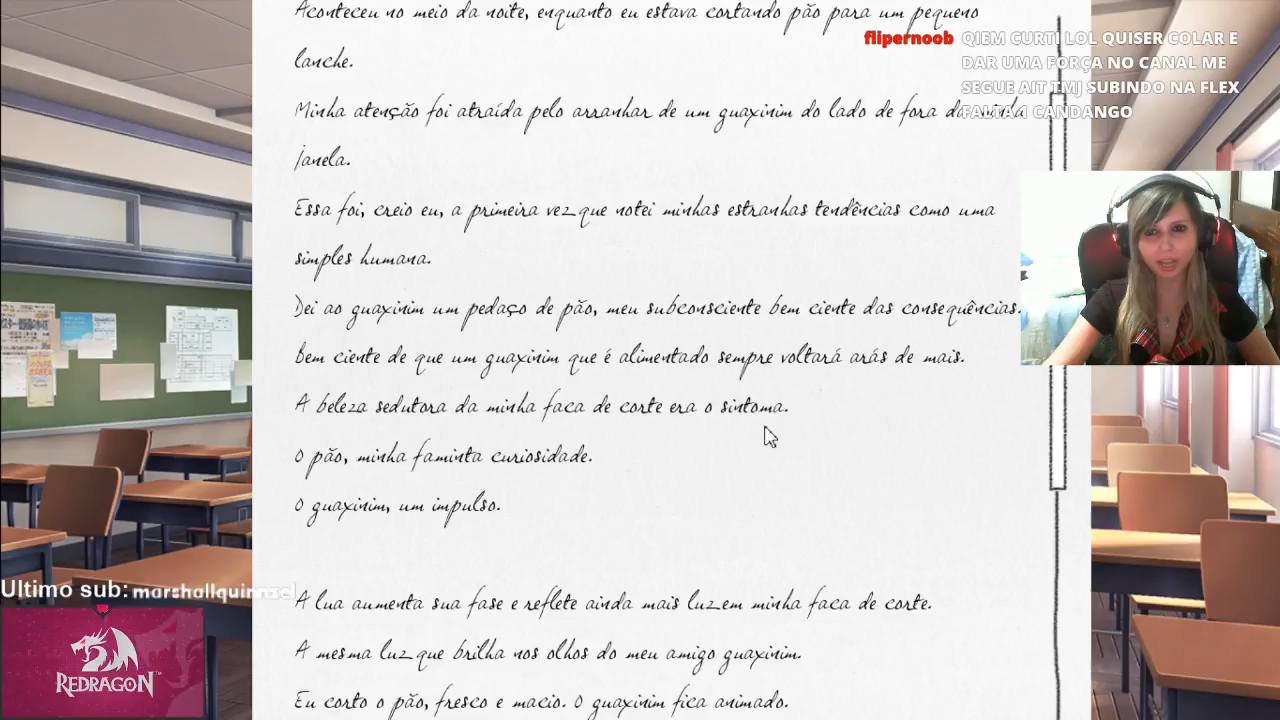 Aconteceu no meio da noite, enquanto eu estava cortando pão para um pequeno
lanche.
Minha atenção foi atraída pelo arranhar de um guaxinim do lado de fora da minha
janela.
Essa foi, creio eu, a primeira vez que notei minhas estranhas tendências como uma
simples humana.
Dei ao guaxinim um pedaço de pão, meu subconsciente bem ciente das consequências.
bem ciente de que um guaxinim que é alimentado sempre voltará arás de mais.
A beleza sedutora da minha faca de corte era o sintoma.
O pão, minha faminta curiosidade.
O guaxinim, um impulso.
A lua aumenta sua fase e reflete ainda mais luz em minha faca de corte.
A mesma luz que brilha nos olhos do meu amigo guaxinim.
Eu corto o pão, fresco e macio. O guaxinim fica animado.
flipernoob QIEM CURTI LOL QUISER COLAR E
DAR UMA FORÇA NO CANAL ME
SEGUE AIT TMJ SUBINDO NA FLEX
FALTA 1 CANDANGO
Ultimo sub:
REDRAGON